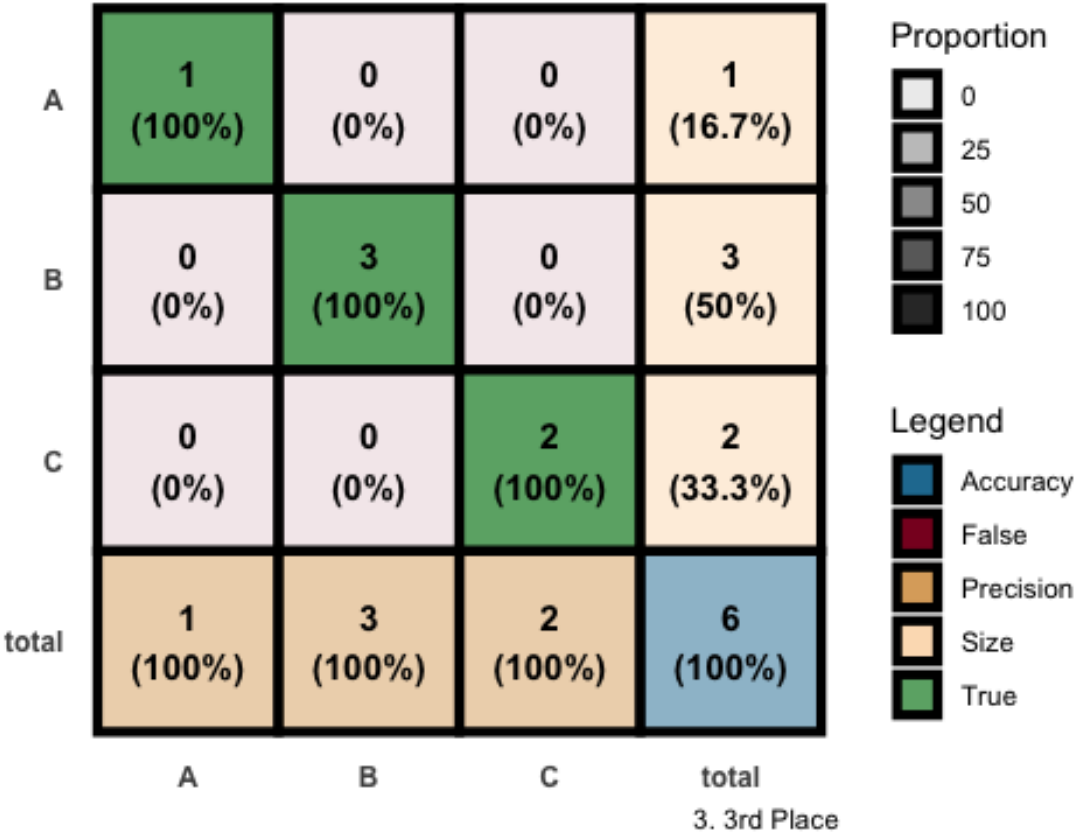 1 0 0 1
A (100%) (0%) (0%) (16.7%)
0 3 0 3
B (0%) (100%) (0%) (50%)
0 0 2 2
C (0%) (0%) (100%) (33.3%)
1 3 2 6
total (100%) (100%) (100%) (100%)
A B C total
3. 3rd Place
Proportion
0
25
50
75
100
Legend
Accuracy
False
Precision
Size
True